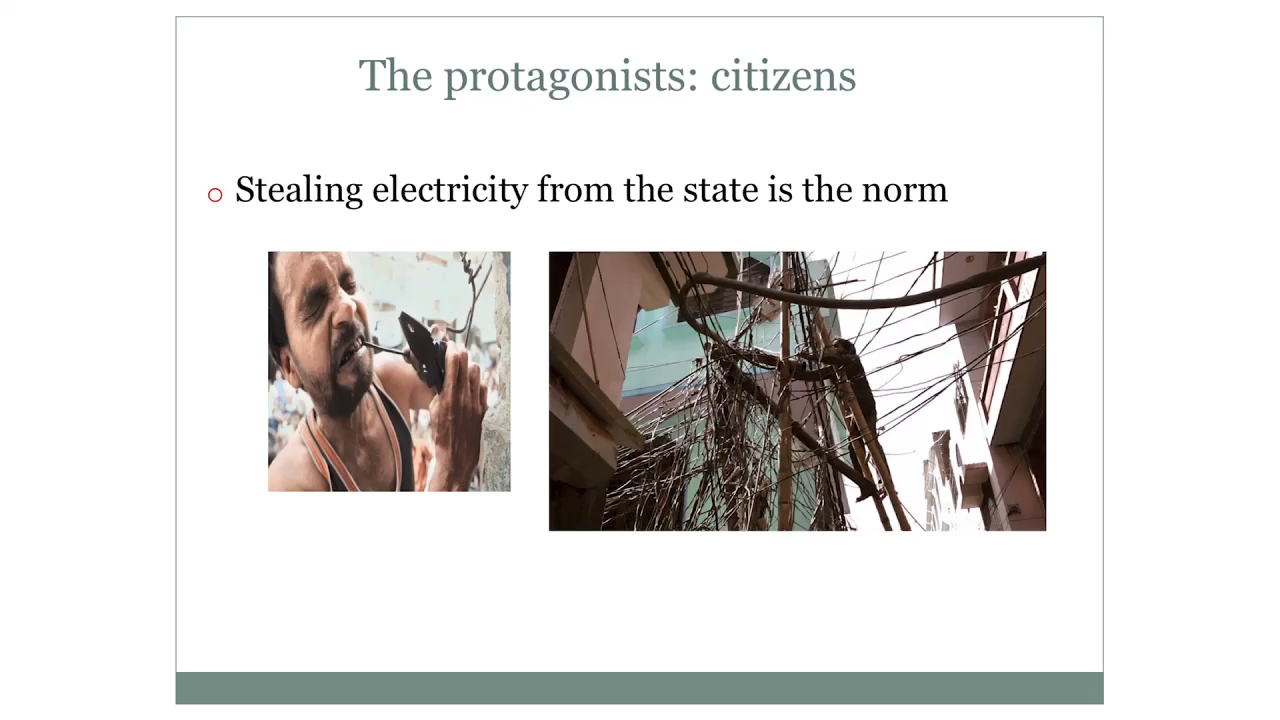 The protagonists: citizens
Stealing electricity from the state is the norm